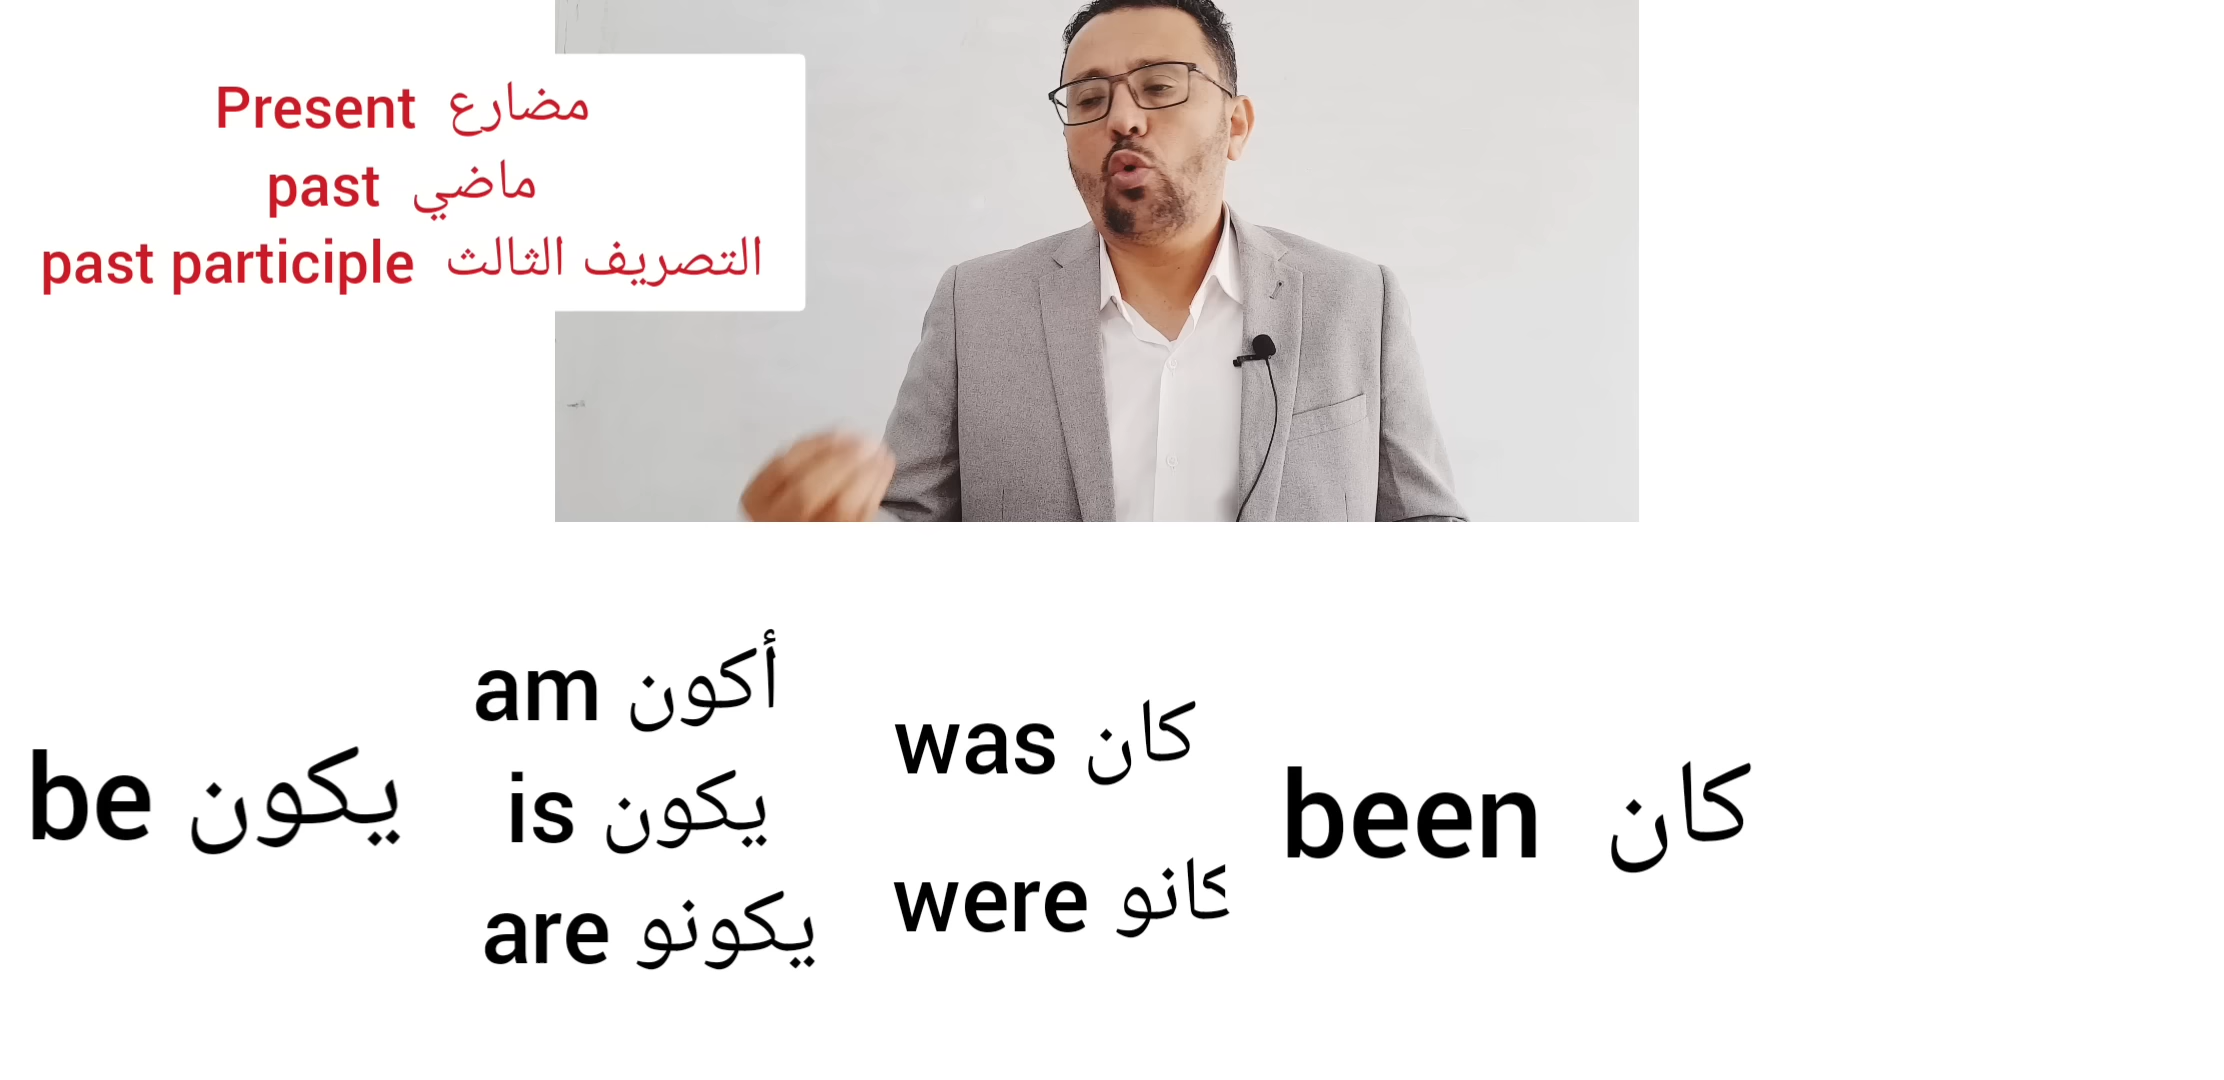 Present مضارع
past ماضي
past participle التصريف الثالث
be يكون
am أكون
is يكون
are يكونو
was كان
were كانو
been كان